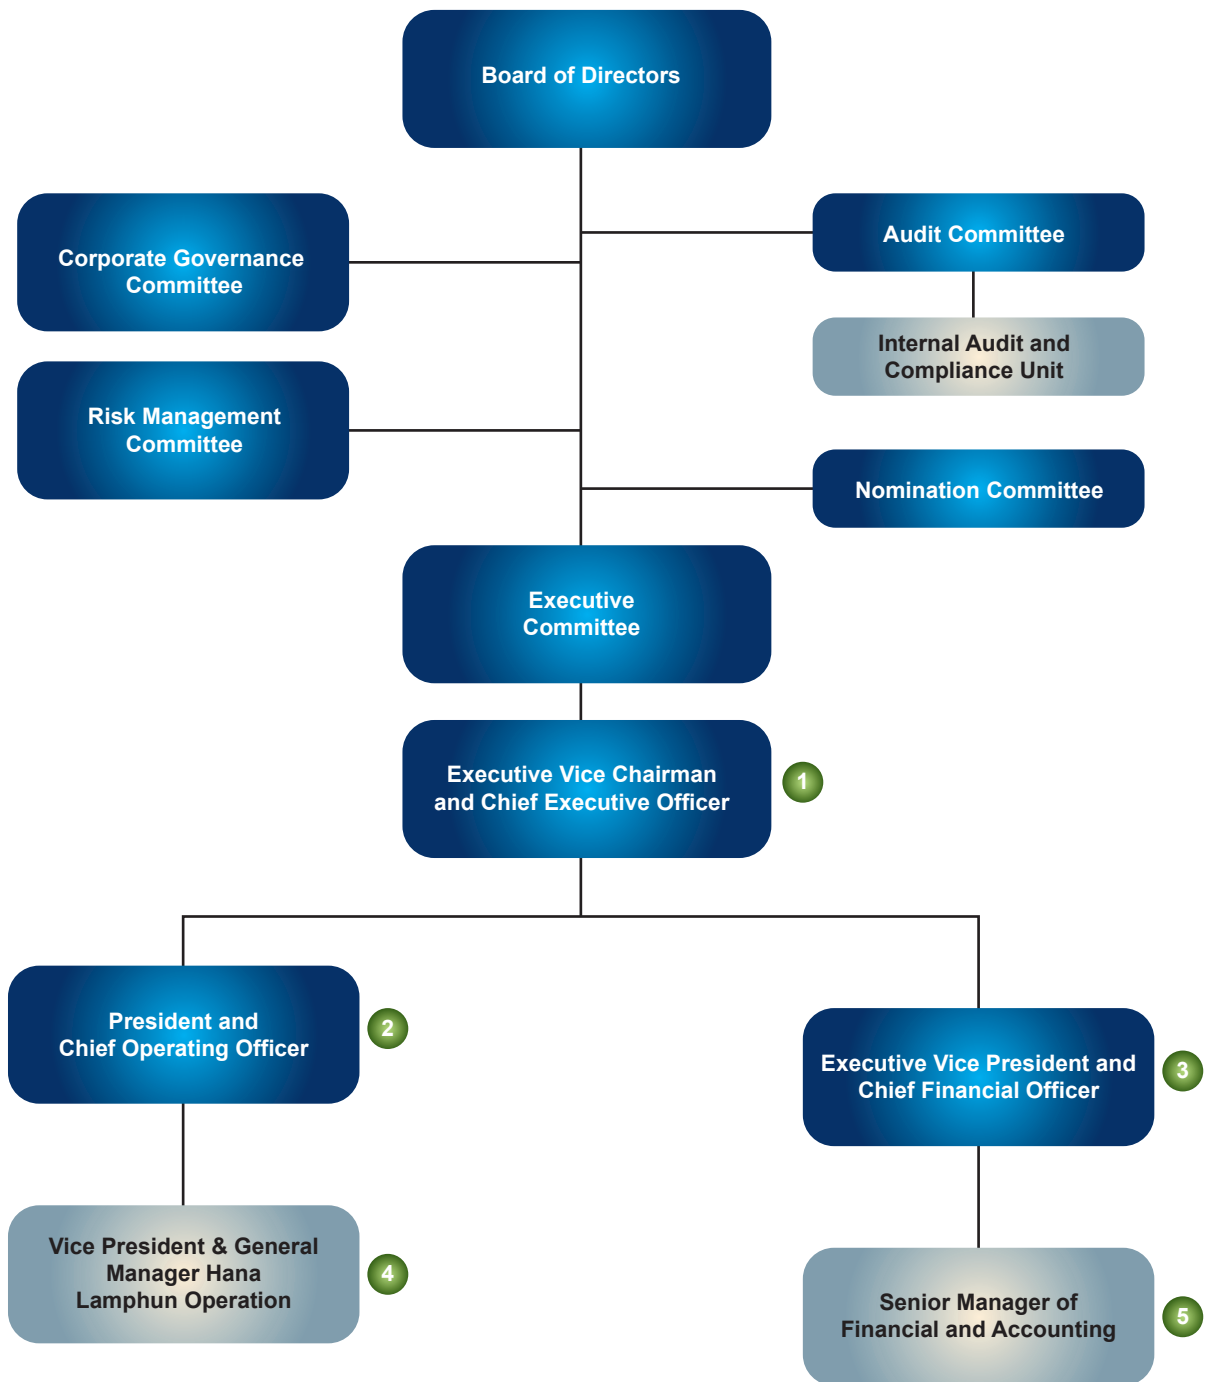 Board of Directors
Corporate Governance
Committee
Audit Committee
Internal Audit and
Compliance Unit
Risk Management
Committee
Nomination Committee
Executive
Committee
Executive Vice Chairman
and Chief Executive Officer
1
President and
Chief Operating Officer
2
Executive Vice President and
Chief Financial Officer
3
Vice President & General
Manager Hana
Lamphun Operation
4
Senior Manager of
Financial and Accounting
5